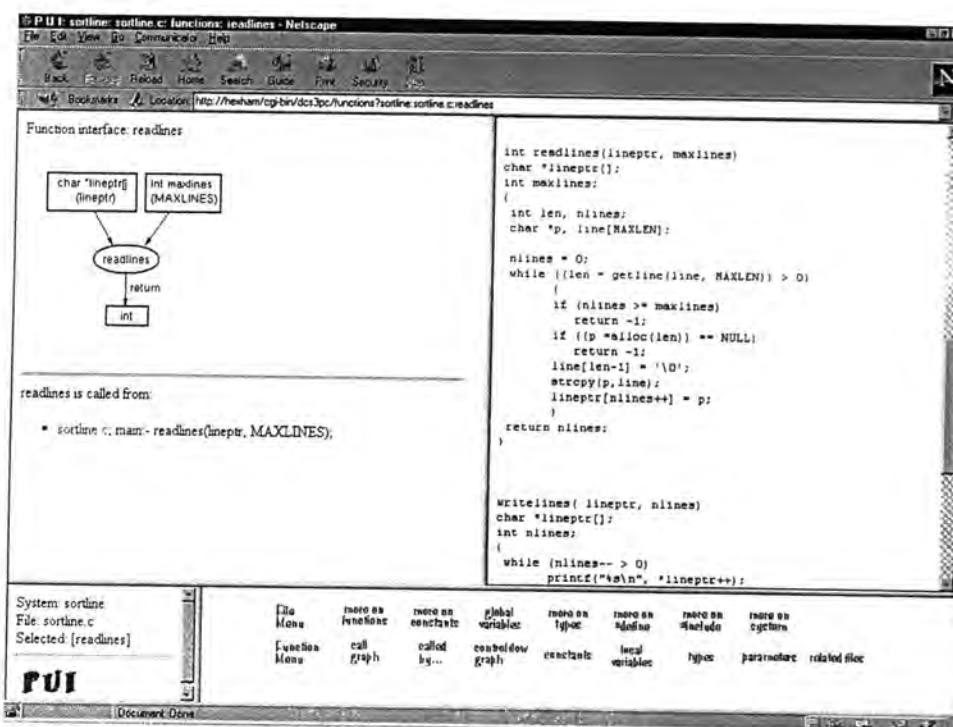 P U I: sortline: sortline.c: functions: readlines - Netscape
File Edit View Go Communicator Help
Back Reload Home Search Guide Print Security
Bookmarks Location: http://hexham/cgi-bin/dcs3pc/functions?sortline:sortline.c:readlines
Function interface: readlines
char *lineptr[]
(lineptr)
int maxlines
(MAXLINES)
readlines
return
int
readlines is called from:
• sortline.c; main:- readlines(lineptr, MAXLINES);
int readlines(lineptr, maxlines)
char *lineptr[];
int maxlines;
{
int len, nlines;
char *p, line[MAXLEN];
nlines = 0;
while ((len = getline(line, MAXLEN)) > 0)
{
if (nlines >= maxlines)
return -1;
if ((p =alloc(len)) == NULL)
return -1;
line[len-1] = '\0';
strcpy(p,line);
lineptr[nlines++] = p;
}
return nlines;
}
writelines( lineptr, nlines)
char *lineptr[];
int nlines;
{
while (nlines-- > 0)
printf("%s\n", *lineptr++);
System: sortline
File: sortline.c
Selected: [readlines]
PUI
File Menu more on functions more on constants global variables more on types more on #define more on #include more on system
Function Menu call graph called by... control flow graph constants local variables types parameters related files
Document: Done